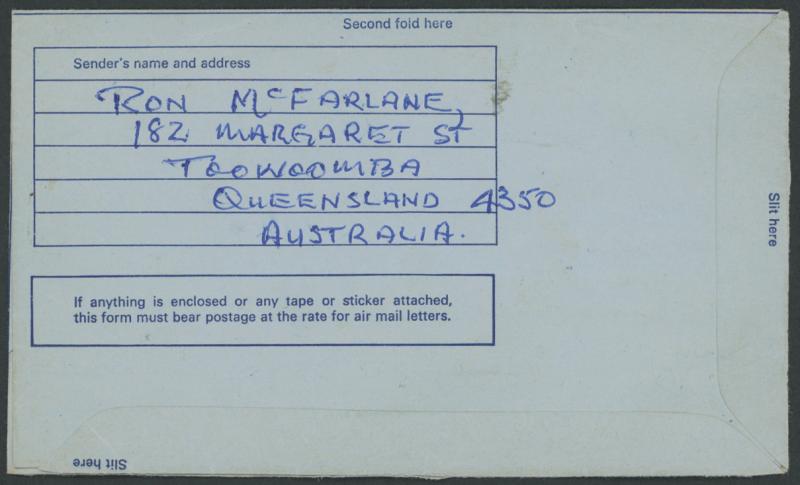 Second fold here
Sender's name and address
RON McFARLANE,
182 MARGARET ST
TOOWOOMBA
QUEENSLAND 4350
AUSTRALIA.
Slit here
If anything is enclosed or any tape or sticker attached,
this form must bear postage at the rate for air mail letters.
Slit here